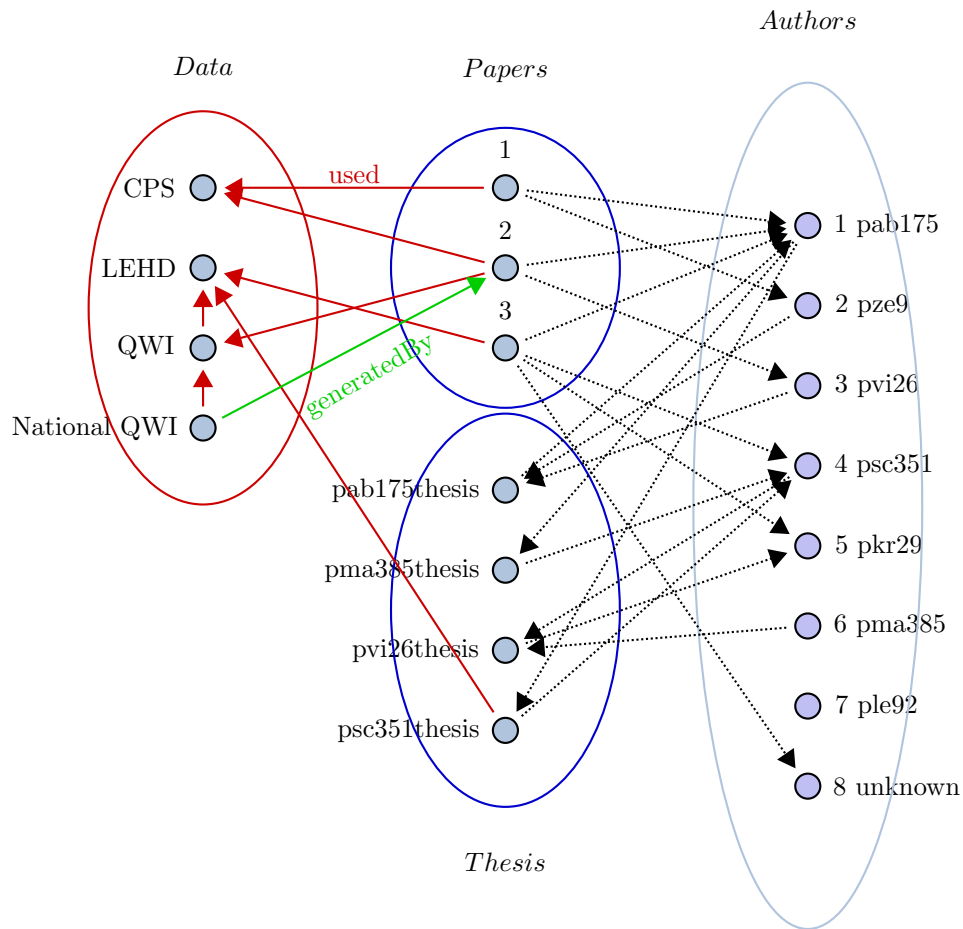 Authors
Data
Papers
1
CPS
used
2
1 pab175
LEHD
2 pze9
3
QWI
generatedBy
3 pvi26
National QWI
4 psc351
pab175thesis
5 pkr29
pma385thesis
6 pma385
pvi26thesis
7 ple92
psc351thesis
8 unknown
Thesis